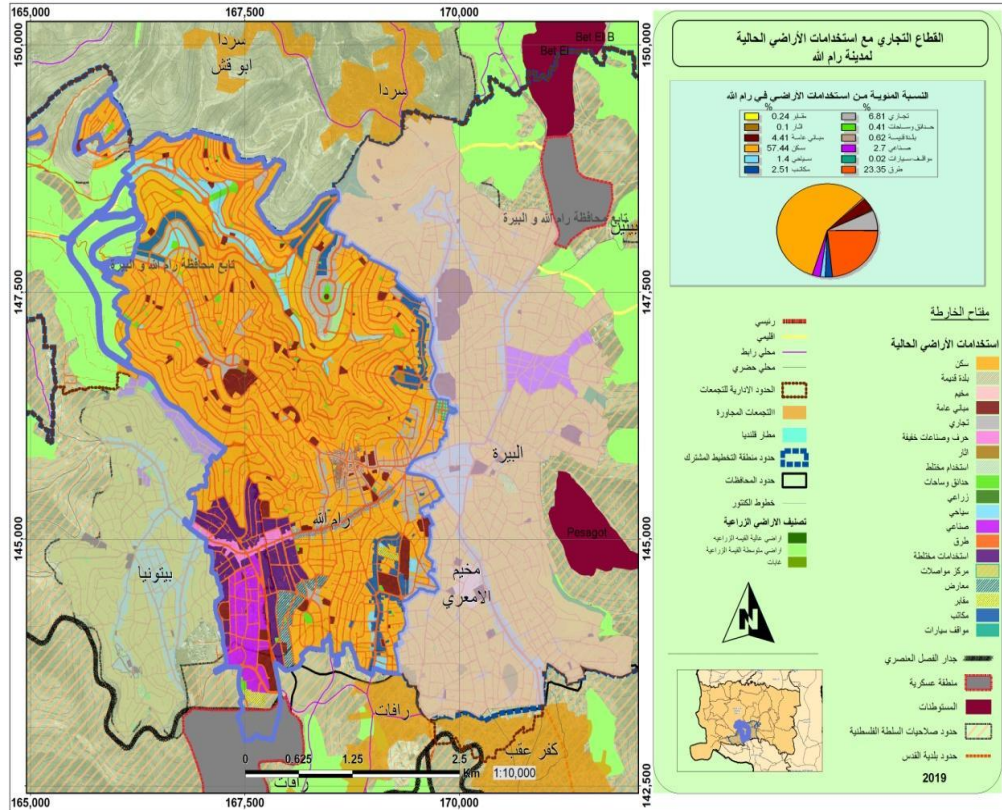 165,000
167,500
170,000
150,000
147,500
145,000
142,500
سردا
ابو قش
سردا
Bet El B
Bet El
تابع محافظة رام الله و البيرة
بيتين
تابع محافظة رام الله و البيرة
البيرة
رام الله
Pesagot
بيتونيا
مخيم
الامعري
رافات
كفر عقب
0
0.625
1.25
2.5
Km
1:10,000
165,000
167,500
170,000
القطاع التجاري مع استخدامات الأراضي الحالية
لمدينة رام الله
النسبة المئوية من استخدامات الأراضي في رام الله
%
%
تجاري 6.81
مقابر 0.24
حدائق وساحات 0.41
اثار 0.1
بلدة قديمة 0.62
مباني عامة 4.41
صناعي 2.7
سكن 57.44
مواقف سيارات 0.02
سياحي 1.4
طرق 23.35
مكاتب 2.51
مفتاح الخارطة
استخدامات الأراضي الحالية
سكن
بلدة قديمة
مخيم
مباني عامة
تجاري
حرف وصناعات خفيفة
اثار
استخدام مختلط
حدائق وساحات
زراعي
سياحي
صناعي
طرق
استخدامات مختلطة
مركز مواصلات
معارض
مقابر
مكاتب
مواقف سيارات
جدار الفصل العنصري
منطقة عسكرية
المستوطنات
حدود صلاحيات السلطة الفلسطينية
حدود بلدية القدس
رئيسي
اقليمي
محلي رابط
محلي حضري
الحدود الادارية للتجمعات
التجمعات المجاورة
مطار قلنديا
حدود منطقة التخطيط المشترك
حدود المحافظات
خطوط الكنتور
تصنيف الاراضي الزراعية
اراضي عالية القيمة الزراعيه
اراضي متوسطة القيمة الزراعية
غابات
N
2019